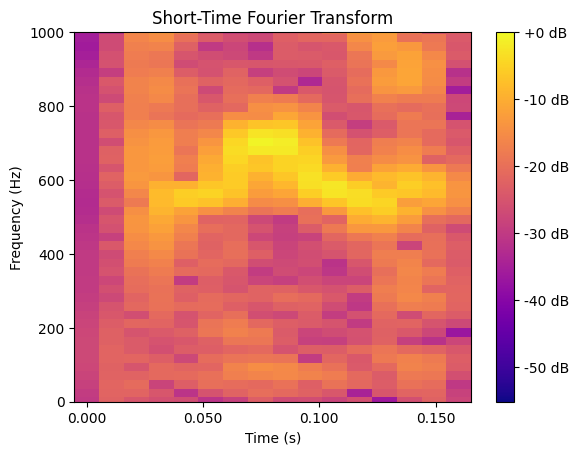 Short-Time Fourier Transform
1000
800
600
400
200
0
Frequency (Hz)
0.000
0.050
0.100
0.150
Time (s)
+0 dB
-10 dB
-20 dB
-30 dB
-40 dB
-50 dB